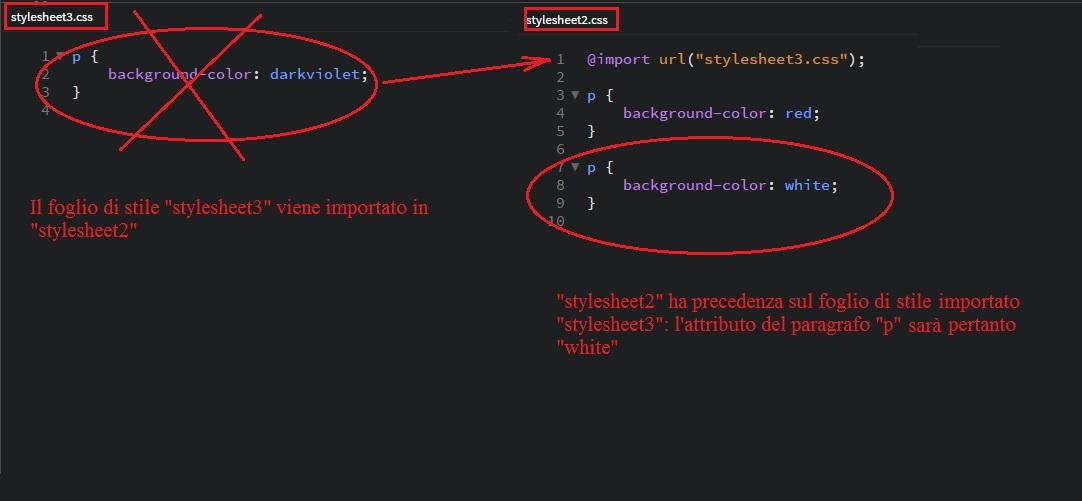 stylesheet3.css
1 p {
2 background-color: darkviolet;
3 }
4
Il foglio di stile "stylesheet3" viene importato in
"stylesheet2"
stylesheet2.css
1 @import url("stylesheet3.css");
2
3 p {
4 background-color: red;
5 }
6
7 p {
8 background-color: white;
9 }
10
"stylesheet2" ha precedenza sul foglio di stile importato
"stylesheet3": l'attributo del paragrafo "p" sarà pertanto
"white"